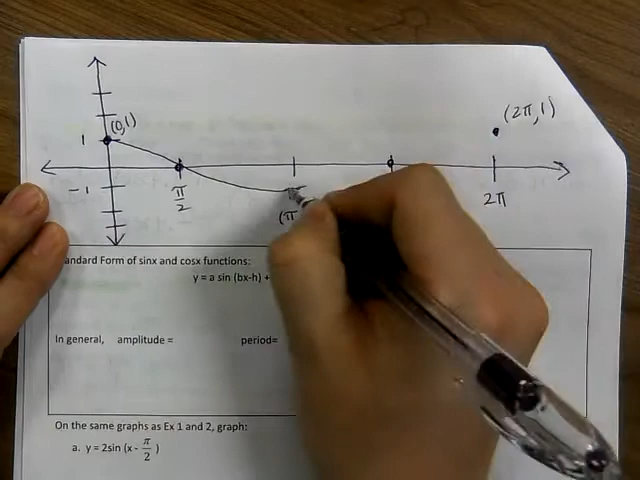 (2π,1)
(0,1)
1
-1
π/2
(π
2π
Standard Form of sinx and cosx functions:
y = a sin (bx-h) +
In general, amplitude =
period=
On the same graphs as Ex 1 and 2, graph:
a. y = 2sin (x - π/2 )